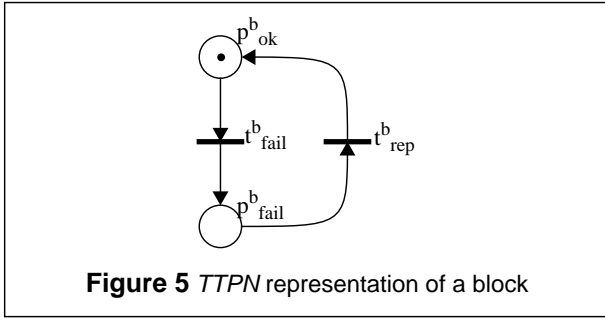 p^b_ok
t^b_fail
t^b_rep
p^b_fail
Figure 5 TTPN representation of a block